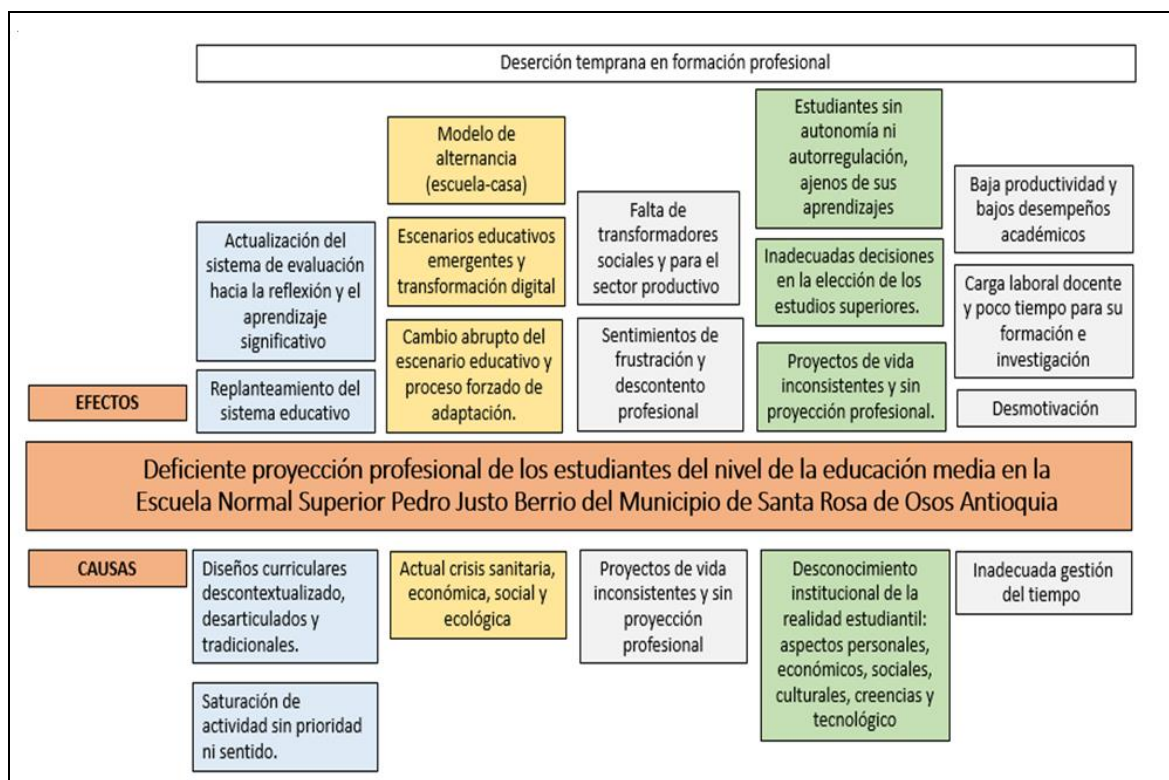 Deserción temprana en formación profesional
Actualización del
sistema de evaluación
hacia la reflexión y el
aprendizaje
significativo
Replanteamiento del
sistema educativo
Modelo de
alternancia
(escuela-casa)
Escenarios educativos
emergentes y
transformación digital
Cambio abrupto del
escenario educativo y
proceso forzado de
adaptación.
Falta de
transformadores
sociales y para el
sector productivo
Sentimientos de
frustración y
descontento
profesional
Estudiantes sin
autonomía ni
autorregulación,
ajenos de sus
aprendizajes
Inadecuadas decisiones
en la elección de los
estudios superiores.
Proyectos de vida
inconsistentes y sin
proyección profesional.
Baja productividad y
bajos desempeños
académicos
Carga laboral docente
y poco tiempo para su
formación e
investigación
Desmotivación
EFECTOS
Deficiente proyección profesional de los estudiantes del nivel de la educación media en la
Escuela Normal Superior Pedro Justo Berrio del Municipio de Santa Rosa de Osos Antioquia
CAUSAS
Diseños curriculares
descontextualizado,
desarticulados y
tradicionales.
Saturación de
actividad sin prioridad
ni sentido.
Actual crisis sanitaria,
económica, social y
ecológica
Proyectos de vida
inconsistentes y sin
proyección
profesional
Desconocimiento
institucional de la
realidad estudiantil:
aspectos personales,
económicos, sociales,
culturales, creencias y
tecnológico
Inadecuada gestión
del tiempo